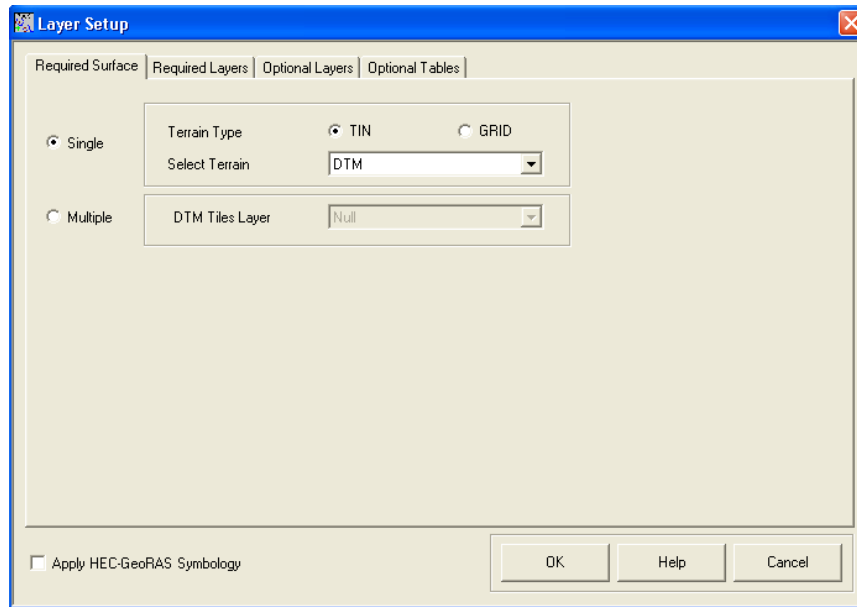 Layer Setup
Required Surface Required Layers Optional Layers Optional Tables
Single
Terrain Type TIN GRID
Select Terrain DTM
Multiple DTM Tiles Layer Null
Apply HEC-GeoRAS Symbology OK Help Cancel